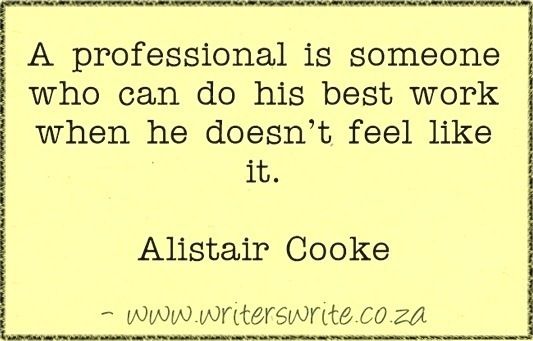 A professional is someone
who can do his best work
when he doesn't feel like
it.
Alistair Cooke
- www.writerswrite.co.za